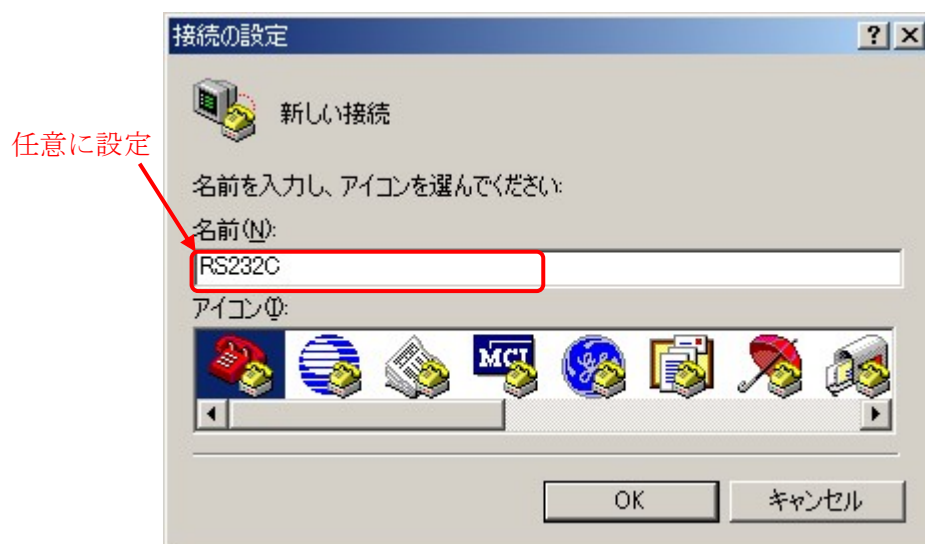 接続の設定
新しい接続
任意に設定
名前を入力し、アイコンを選んでください:
名前(N):
RS232C
アイコン(I):
MCI
OK
キャンセル